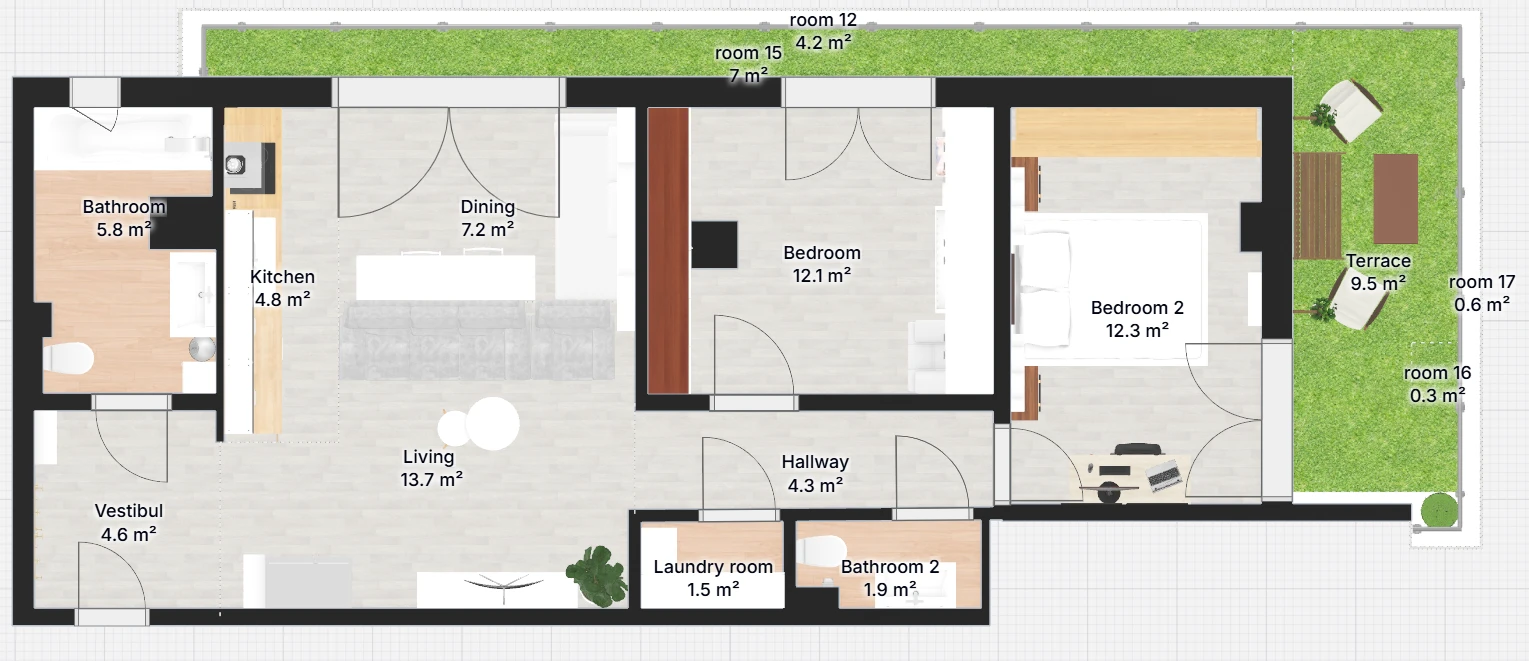 room 12
4.2 m²
room 15
7 m²
Bathroom
5.8 m²
Dining
7.2 m²
Kitchen
4.8 m²
Bedroom
12.1 m²
Bedroom 2
12.3 m²
Terrace
9.5 m²
room 17
0.6 m²
room 16
0.3 m²
Living
13.7 m²
Hallway
4.3 m²
Vestibul
4.6 m²
Laundry room
1.5 m²
Bathroom 2
1.9 m²